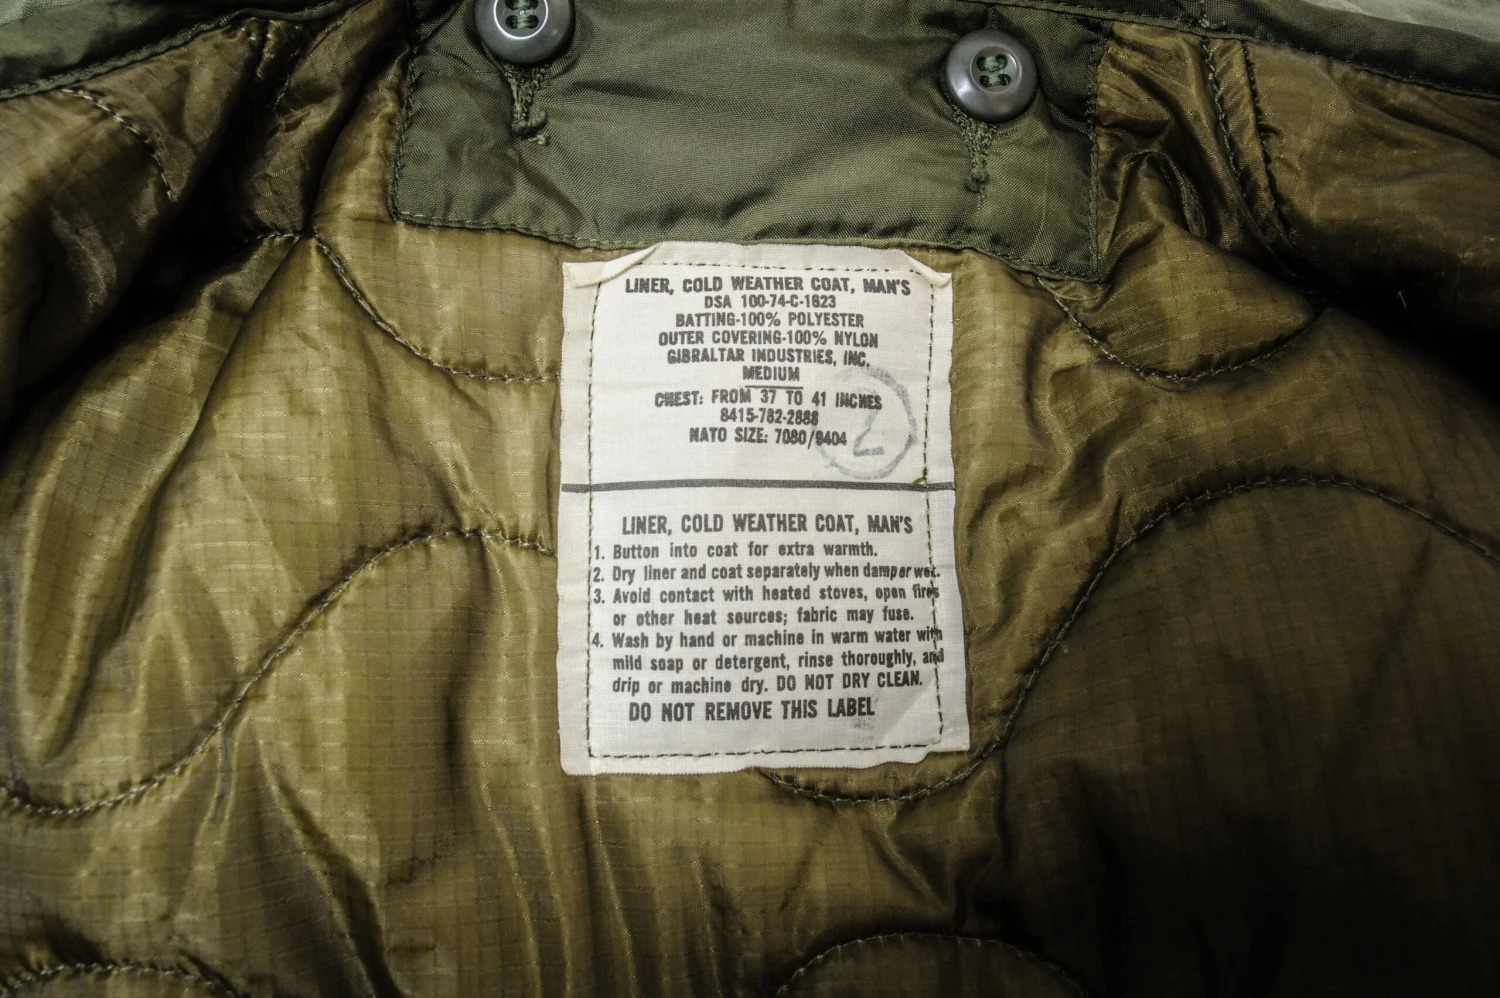 LINER, COLD WEATHER COAT, MAN'S
DSA 100-74-C-1623
BATTING-100% POLYESTER
OUTER COVERING-100% NYLON
GIBRALTAR INDUSTRIES, INC.
MEDIUM
CHEST: FROM 37 TO 41 INCHES
8415-782-2888
NATO SIZE: 7080/9404
2
LINER, COLD WEATHER COAT, MAN'S
1. Button into coat for extra warmth.
2. Dry liner and coat separately when damp or wet.
3. Avoid contact with heated stoves, open fires
or other heat sources; fabric may fuse.
4. Wash by hand or machine in warm water with
mild soap or detergent, rinse thoroughly, and
drip or machine dry. DO NOT DRY CLEAN.
DO NOT REMOVE THIS LABEL